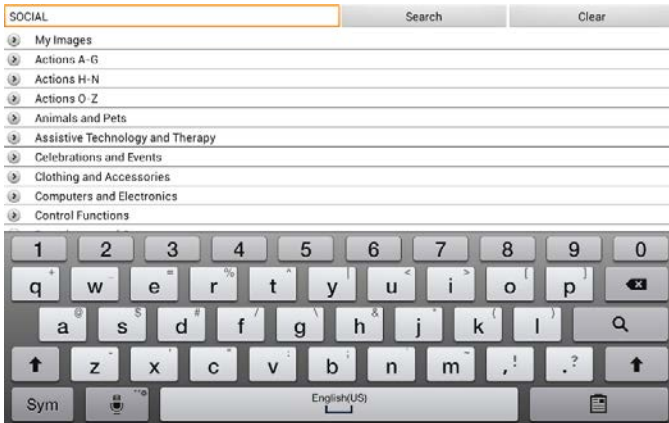 SOCIAL Search Clear
My Images
Actions A-G
Actions H-N
Actions O-Z
Animals and Pets
Assistive Technology and Therapy
Celebrations and Events
Clothing and Accessories
Computers and Electronics
Control Functions
1 2 3 4 5 6 7 8 9 0
q w e r t y u i o p
a s d f g h j k l
z x c v b n m , ! . ?
Sym English(US)